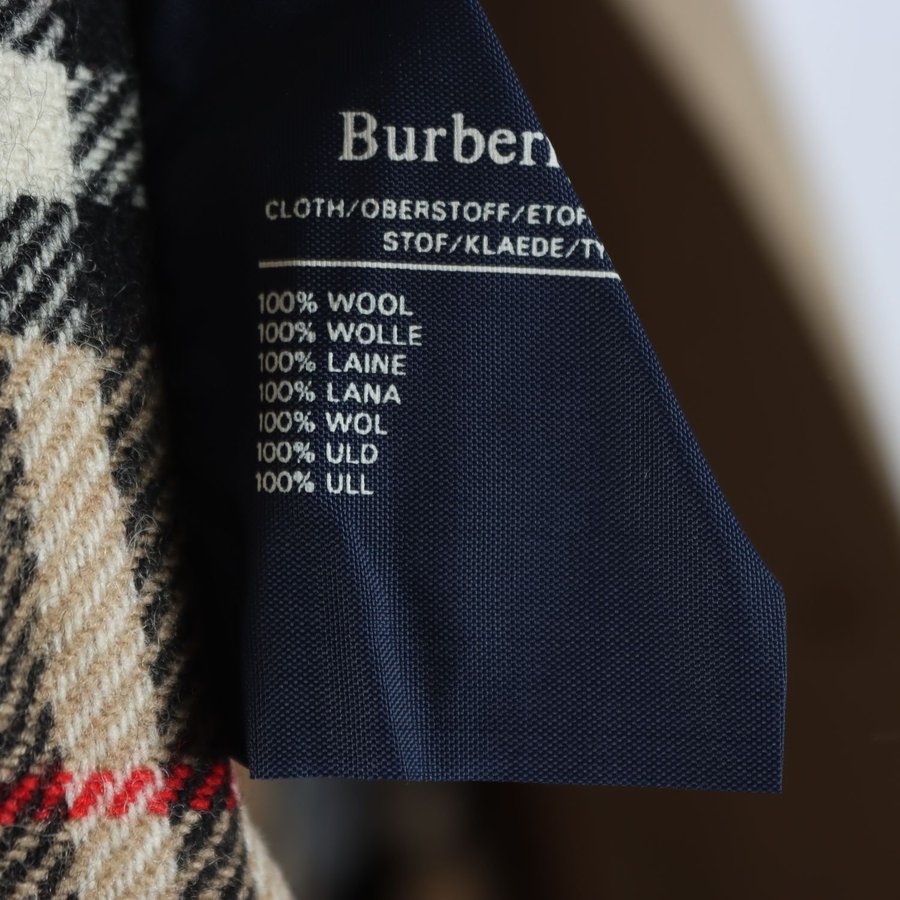 Burber
CLOTH/OBERSTOFF/ETOF
STOF/KLAEDE/TY
100% WOOL
100% WOLLE
100% LAINE
100% LANA
100% WOL
100% ULD
100% ULL